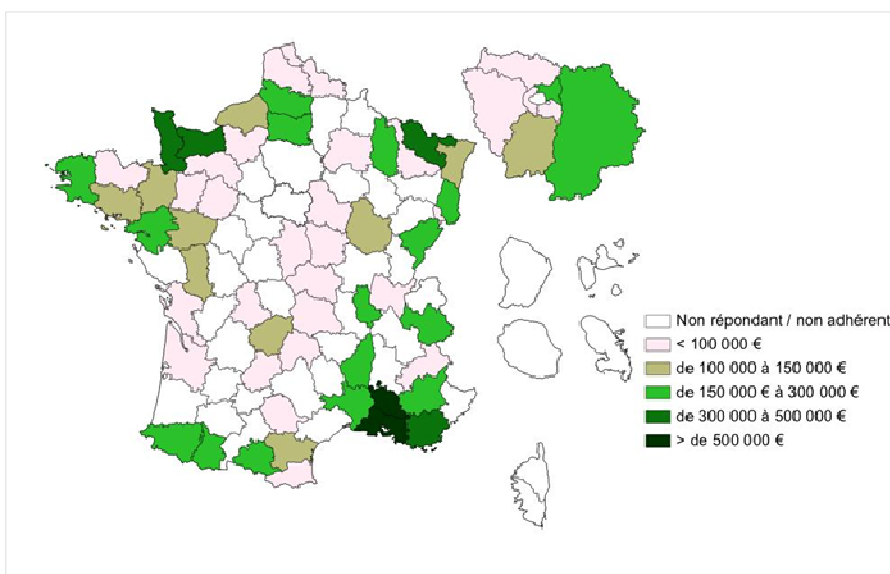 Non répondant / non adhérent
< 100 000 €
de 100 000 à 150 000 €
de 150 000 € à 300 000 €
de 300 000 à 500 000 €
> de 500 000 €